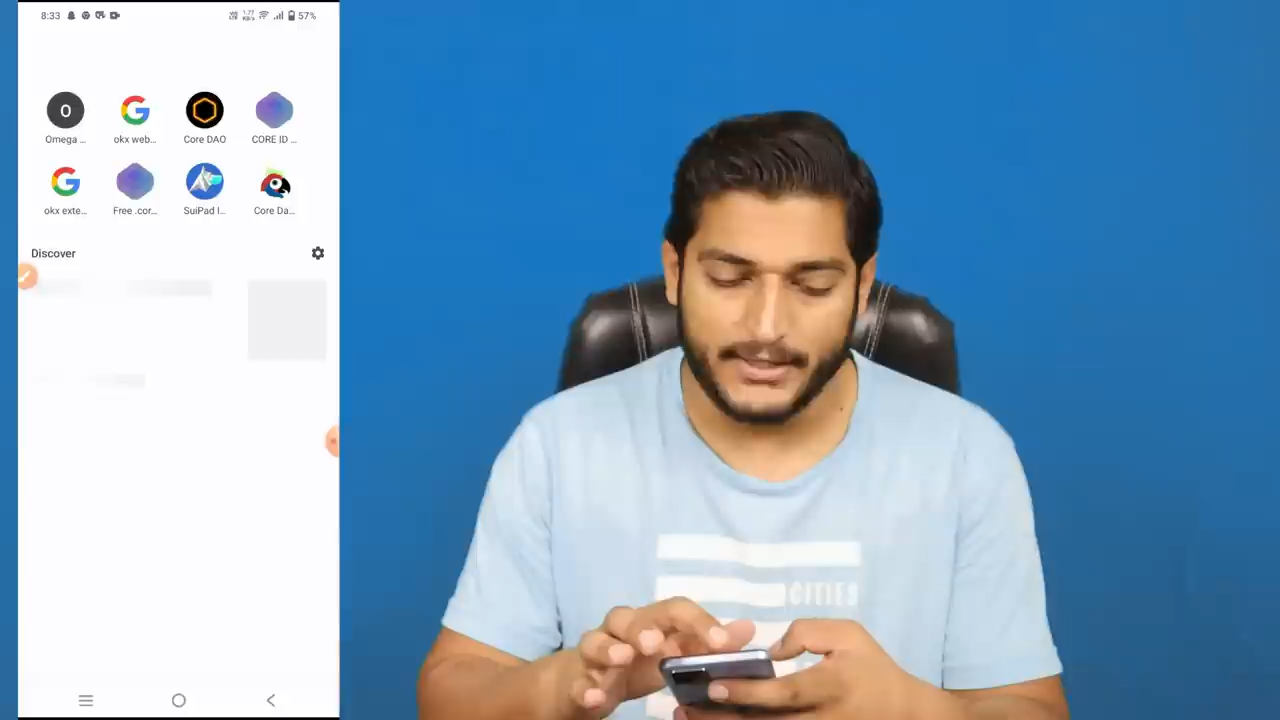 8:33
57%
O
Omega ...
okx web...
Core DAO
CORE ID ...
okx exte...
Free .cor...
SuiPad I...
Core Da...
Discover
CITIES